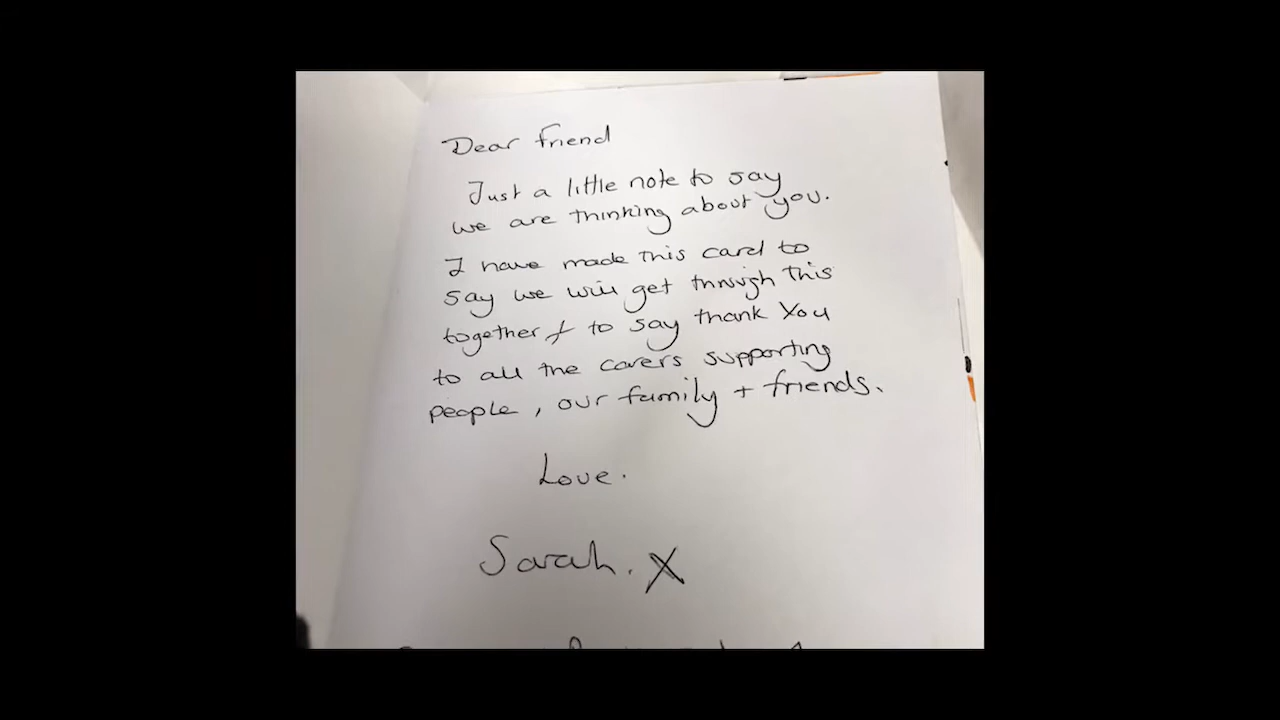 Dear friend
Just a little note to say
we are thinking about you.
I have made this card to
say we will get through this
together + to say thank you
to all the carers supporting
people, our family + friends.
Love.
Sarah. X